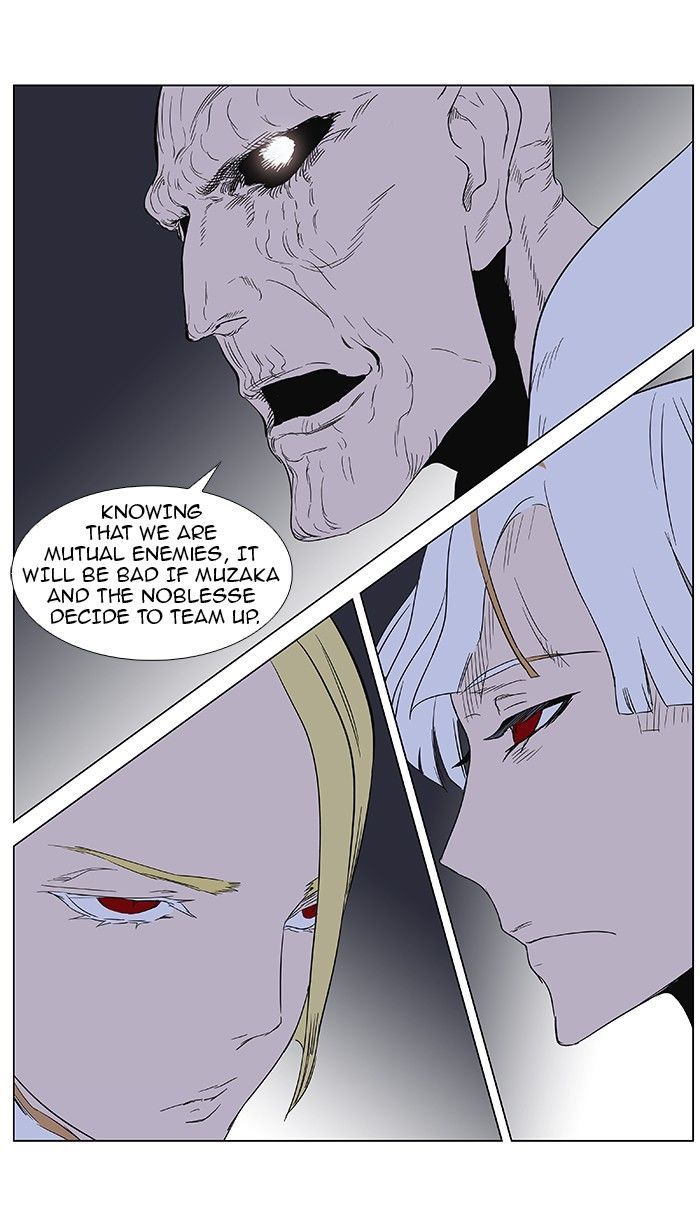 KNOWING
THAT WE ARE
MUTUAL ENEMIES, IT
WILL BE BAD IF MUZAKA
AND THE NOBLESSE
DECIDE TO TEAM UP.